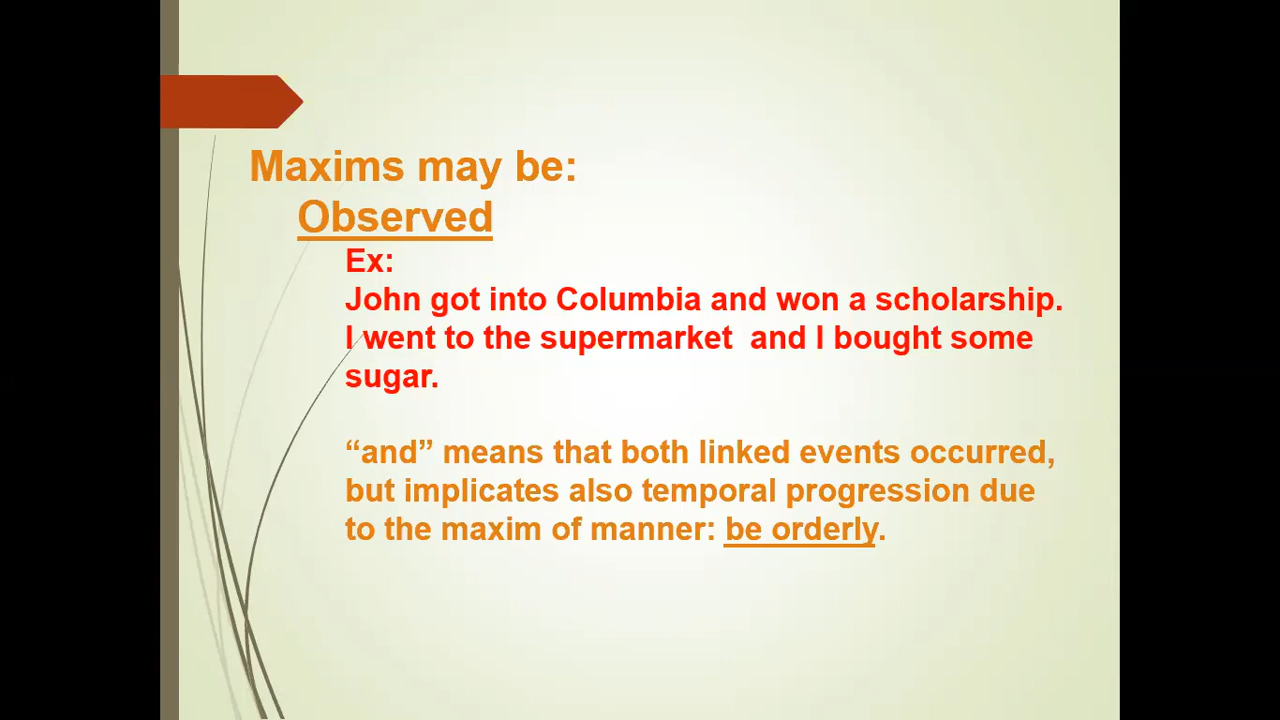 Maxims may be:
Observed
Ex:
John got into Columbia and won a scholarship.
I went to the supermarket  and I bought some
sugar.
“and” means that both linked events occurred,
but implicates also temporal progression due
to the maxim of manner: be orderly.